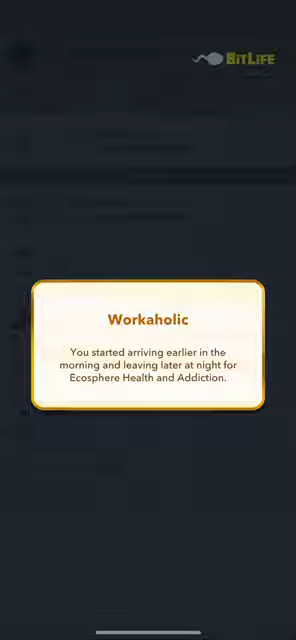 BITLIFE
Workaholic
You started arriving earlier in the
morning and leaving later at night for
Ecosphere Health and Addiction.